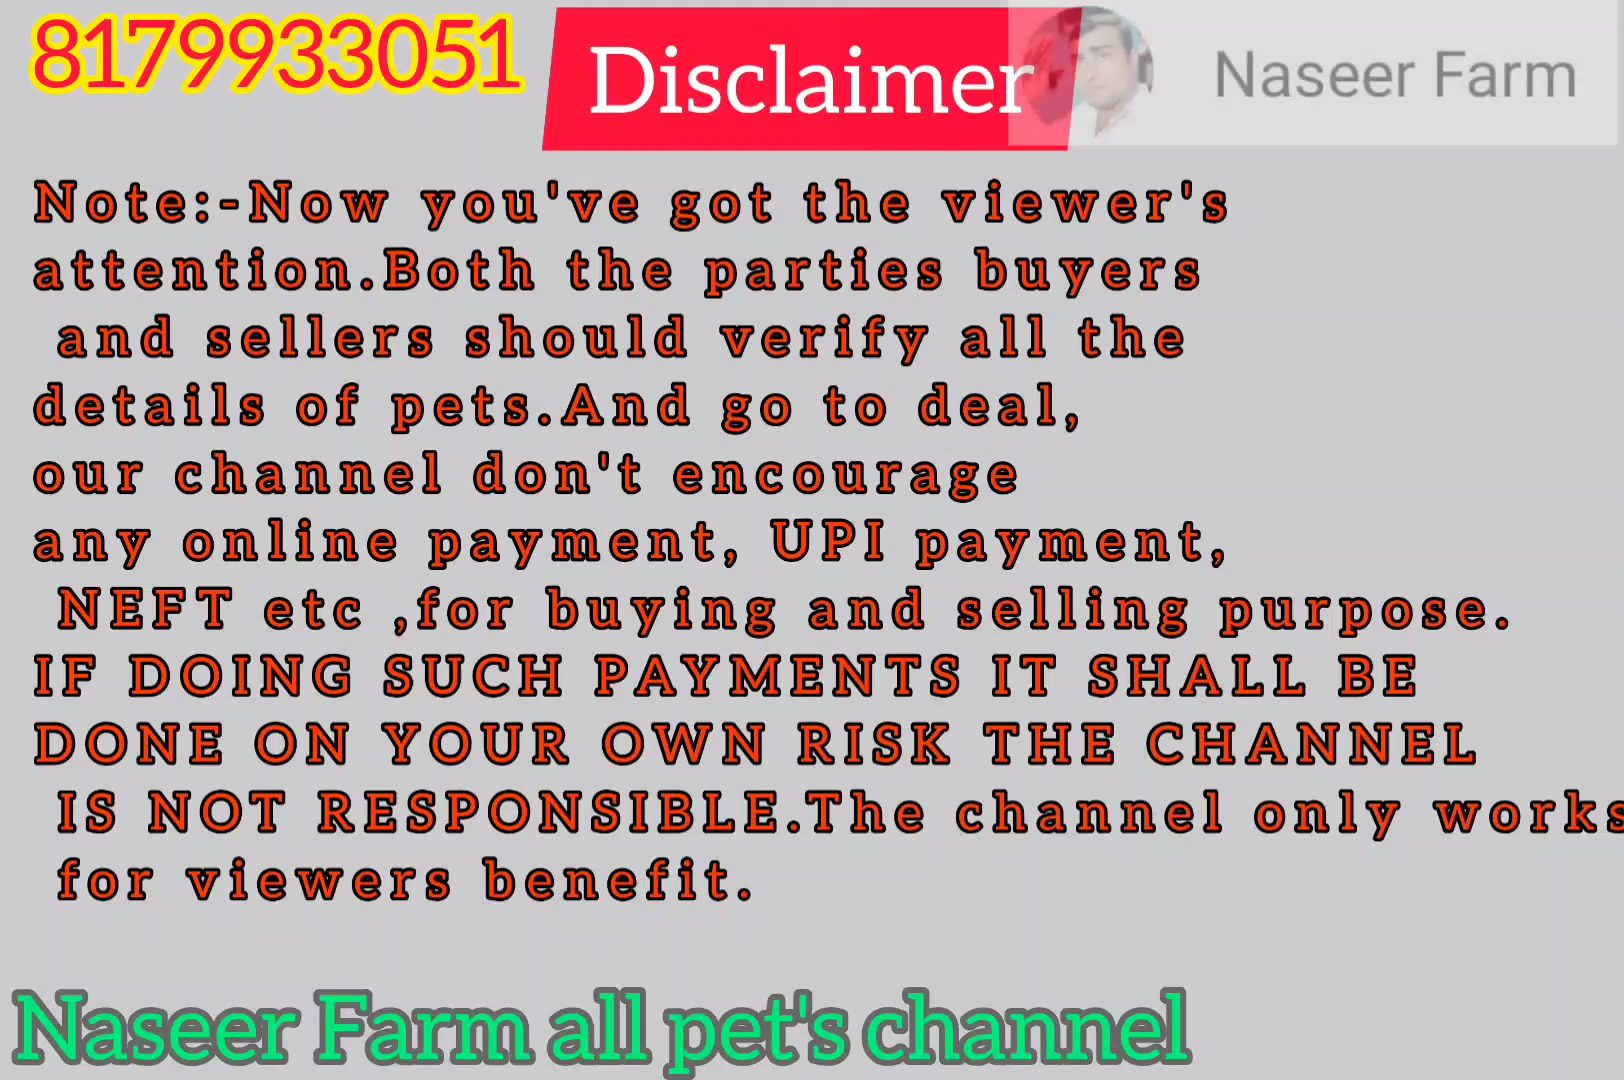 8179933051
Disclaimer
Naseer Farm
Note:-Now you've got the viewer's
attention.Both the parties buyers
and sellers should verify all the
details of pets.And go to deal,
our channel don't encourage
any online payment, UPI payment,
NEFT etc ,for buying and selling purpose.
IF DOING SUCH PAYMENTS IT SHALL BE
DONE ON YOUR OWN RISK THE CHANNEL
IS NOT RESPONSIBLE.The channel only works
for viewers benefit.
Naseer Farm all pet's channel